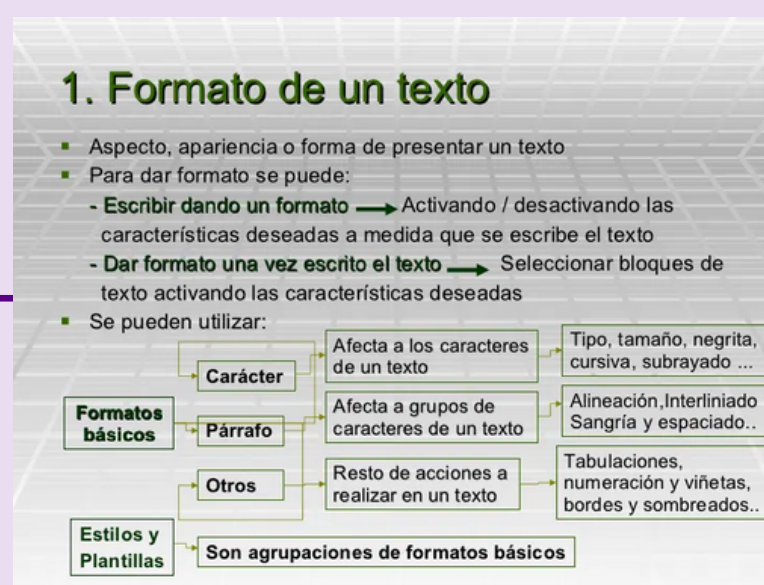 1. Formato de un texto
▪ Aspecto, apariencia o forma de presentar un texto
▪ Para dar formato se puede:
- Escribir dando un formato → Activando / desactivando las
características deseadas a medida que se escribe el texto
- Dar formato una vez escrito el texto → Seleccionar bloques de
texto activando las características deseadas
▪ Se pueden utilizar:
Formatos
básicos
Carácter
Afecta a los caracteres
de un texto
Tipo, tamaño, negrita,
cursiva, subrayado ...
Párrafo
Afecta a grupos de
caracteres de un texto
Alineación,Interliniado
Sangría y espaciado..
Otros
Resto de acciones a
realizar en un texto
Tabulaciones,
numeración y viñetas,
bordes y sombreados..
Estilos y
Plantillas
Son agrupaciones de formatos básicos